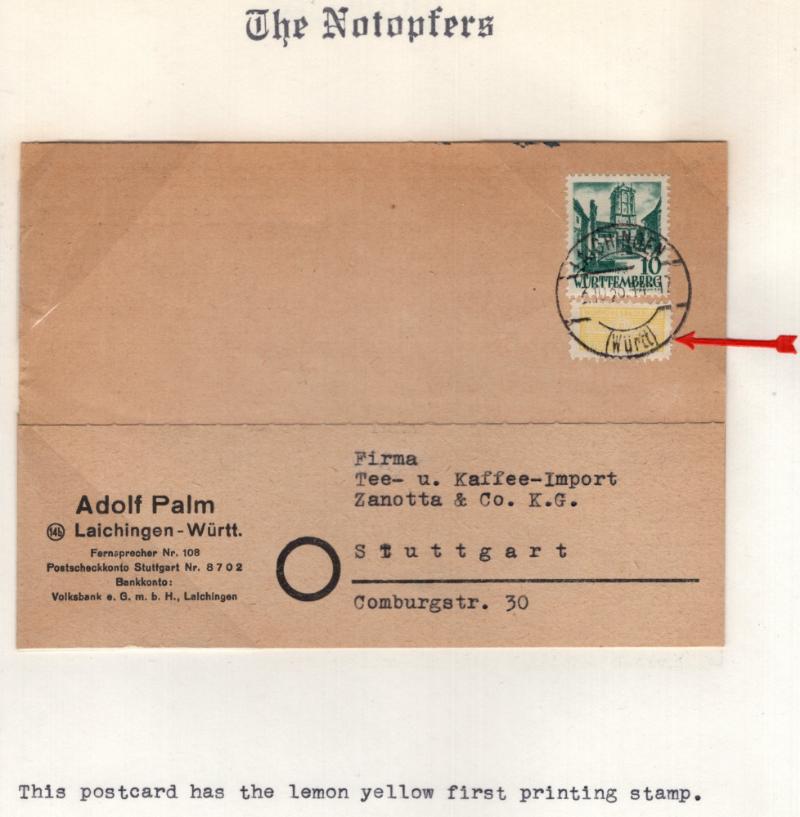 The Notopfers
10
WÜRTTEMBERG
LAICHINGEN
(Württ)
Firma
Tee- u. Kaffee-Import
Zanotta & Co. K.G.
Stuttgart
Comburgstr. 30
Adolf Palm
14b Laichingen-Württ.
Fernsprecher Nr. 108
Postscheckkonto Stuttgart Nr. 8702
Bankkonto:
Volksbank e. G. m. b. H., Laichingen
This postcard has the lemon yellow first printing stamp.